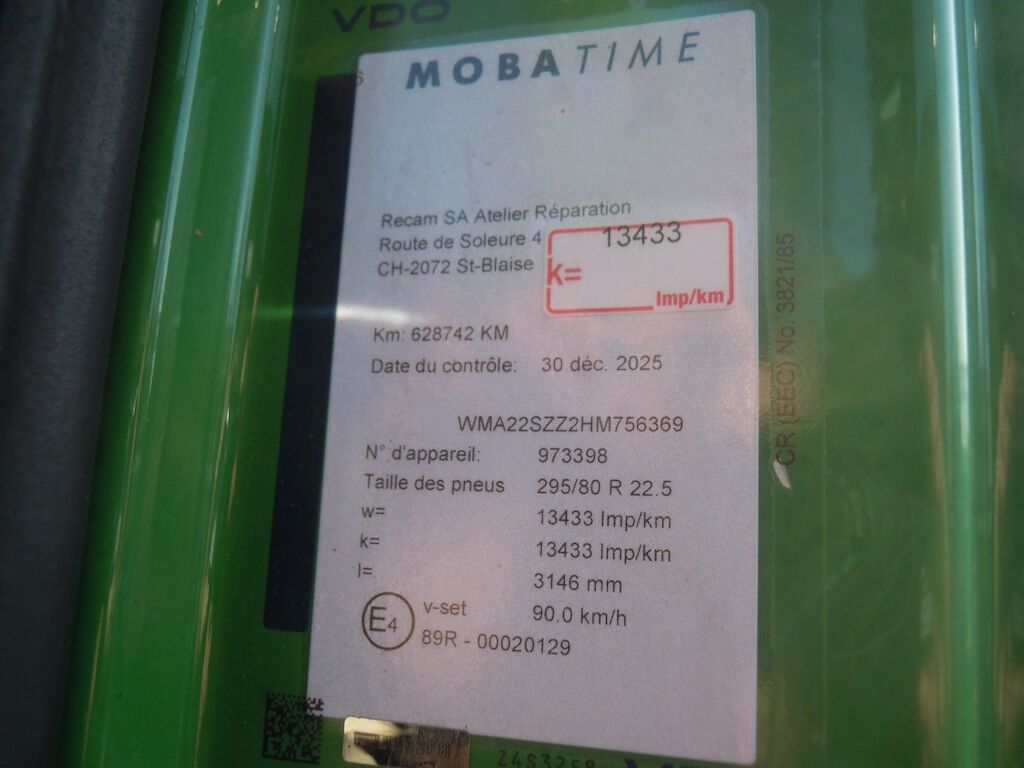 VDO
MOBATIME
Recam SA Atelier Réparation
Route de Soleure 4
CH-2072 St-Blaise
13433
k=
Imp/km
Km: 628742 KM
Date du contrôle: 30 déc. 2025
WMA22SZZ2HM756369
N° d'appareil: 973398
Taille des pneus 295/80 R 22.5
w= 13433 Imp/km
k= 13433 Imp/km
l= 3146 mm
E4 v-set 90.0 km/h
89R - 00020129
CR (EEC) No. 3821/85